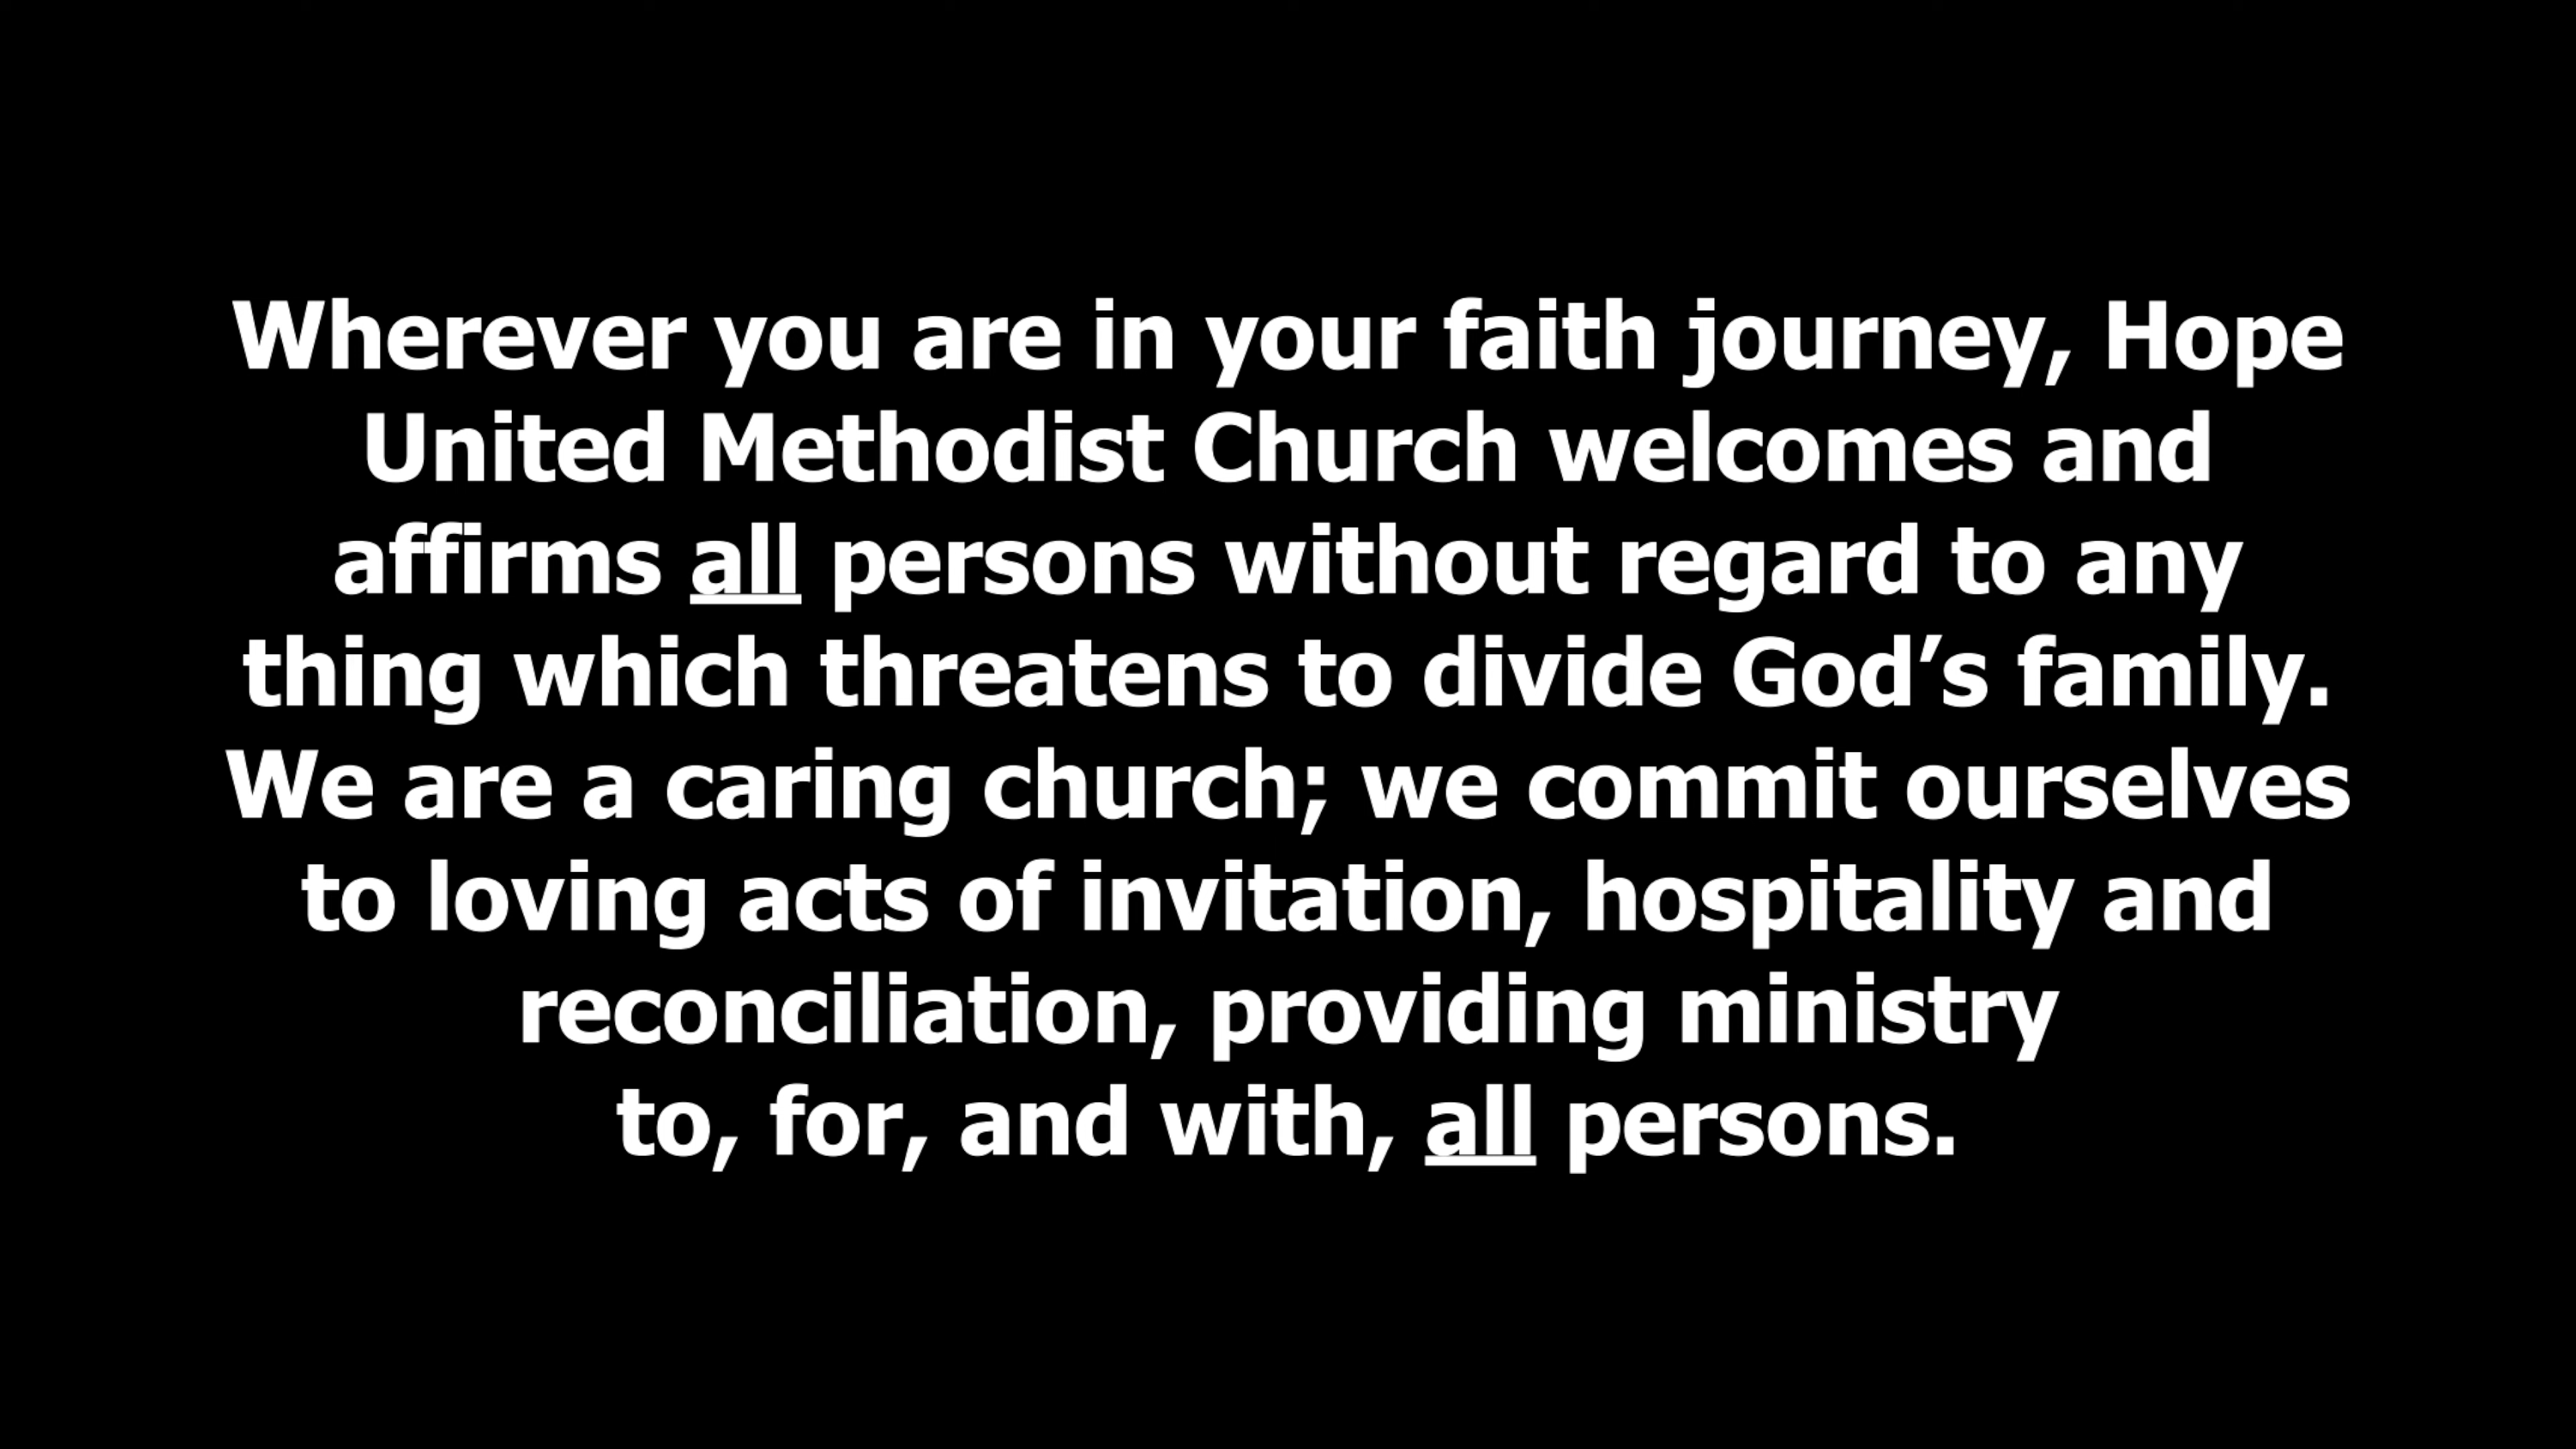 Wherever you are in your faith journey, Hope
United Methodist Church welcomes and
affirms all persons without regard to any
thing which threatens to divide God’s family.
We are a caring church; we commit ourselves
to loving acts of invitation, hospitality and
reconciliation, providing ministry
to, for, and with, all persons.